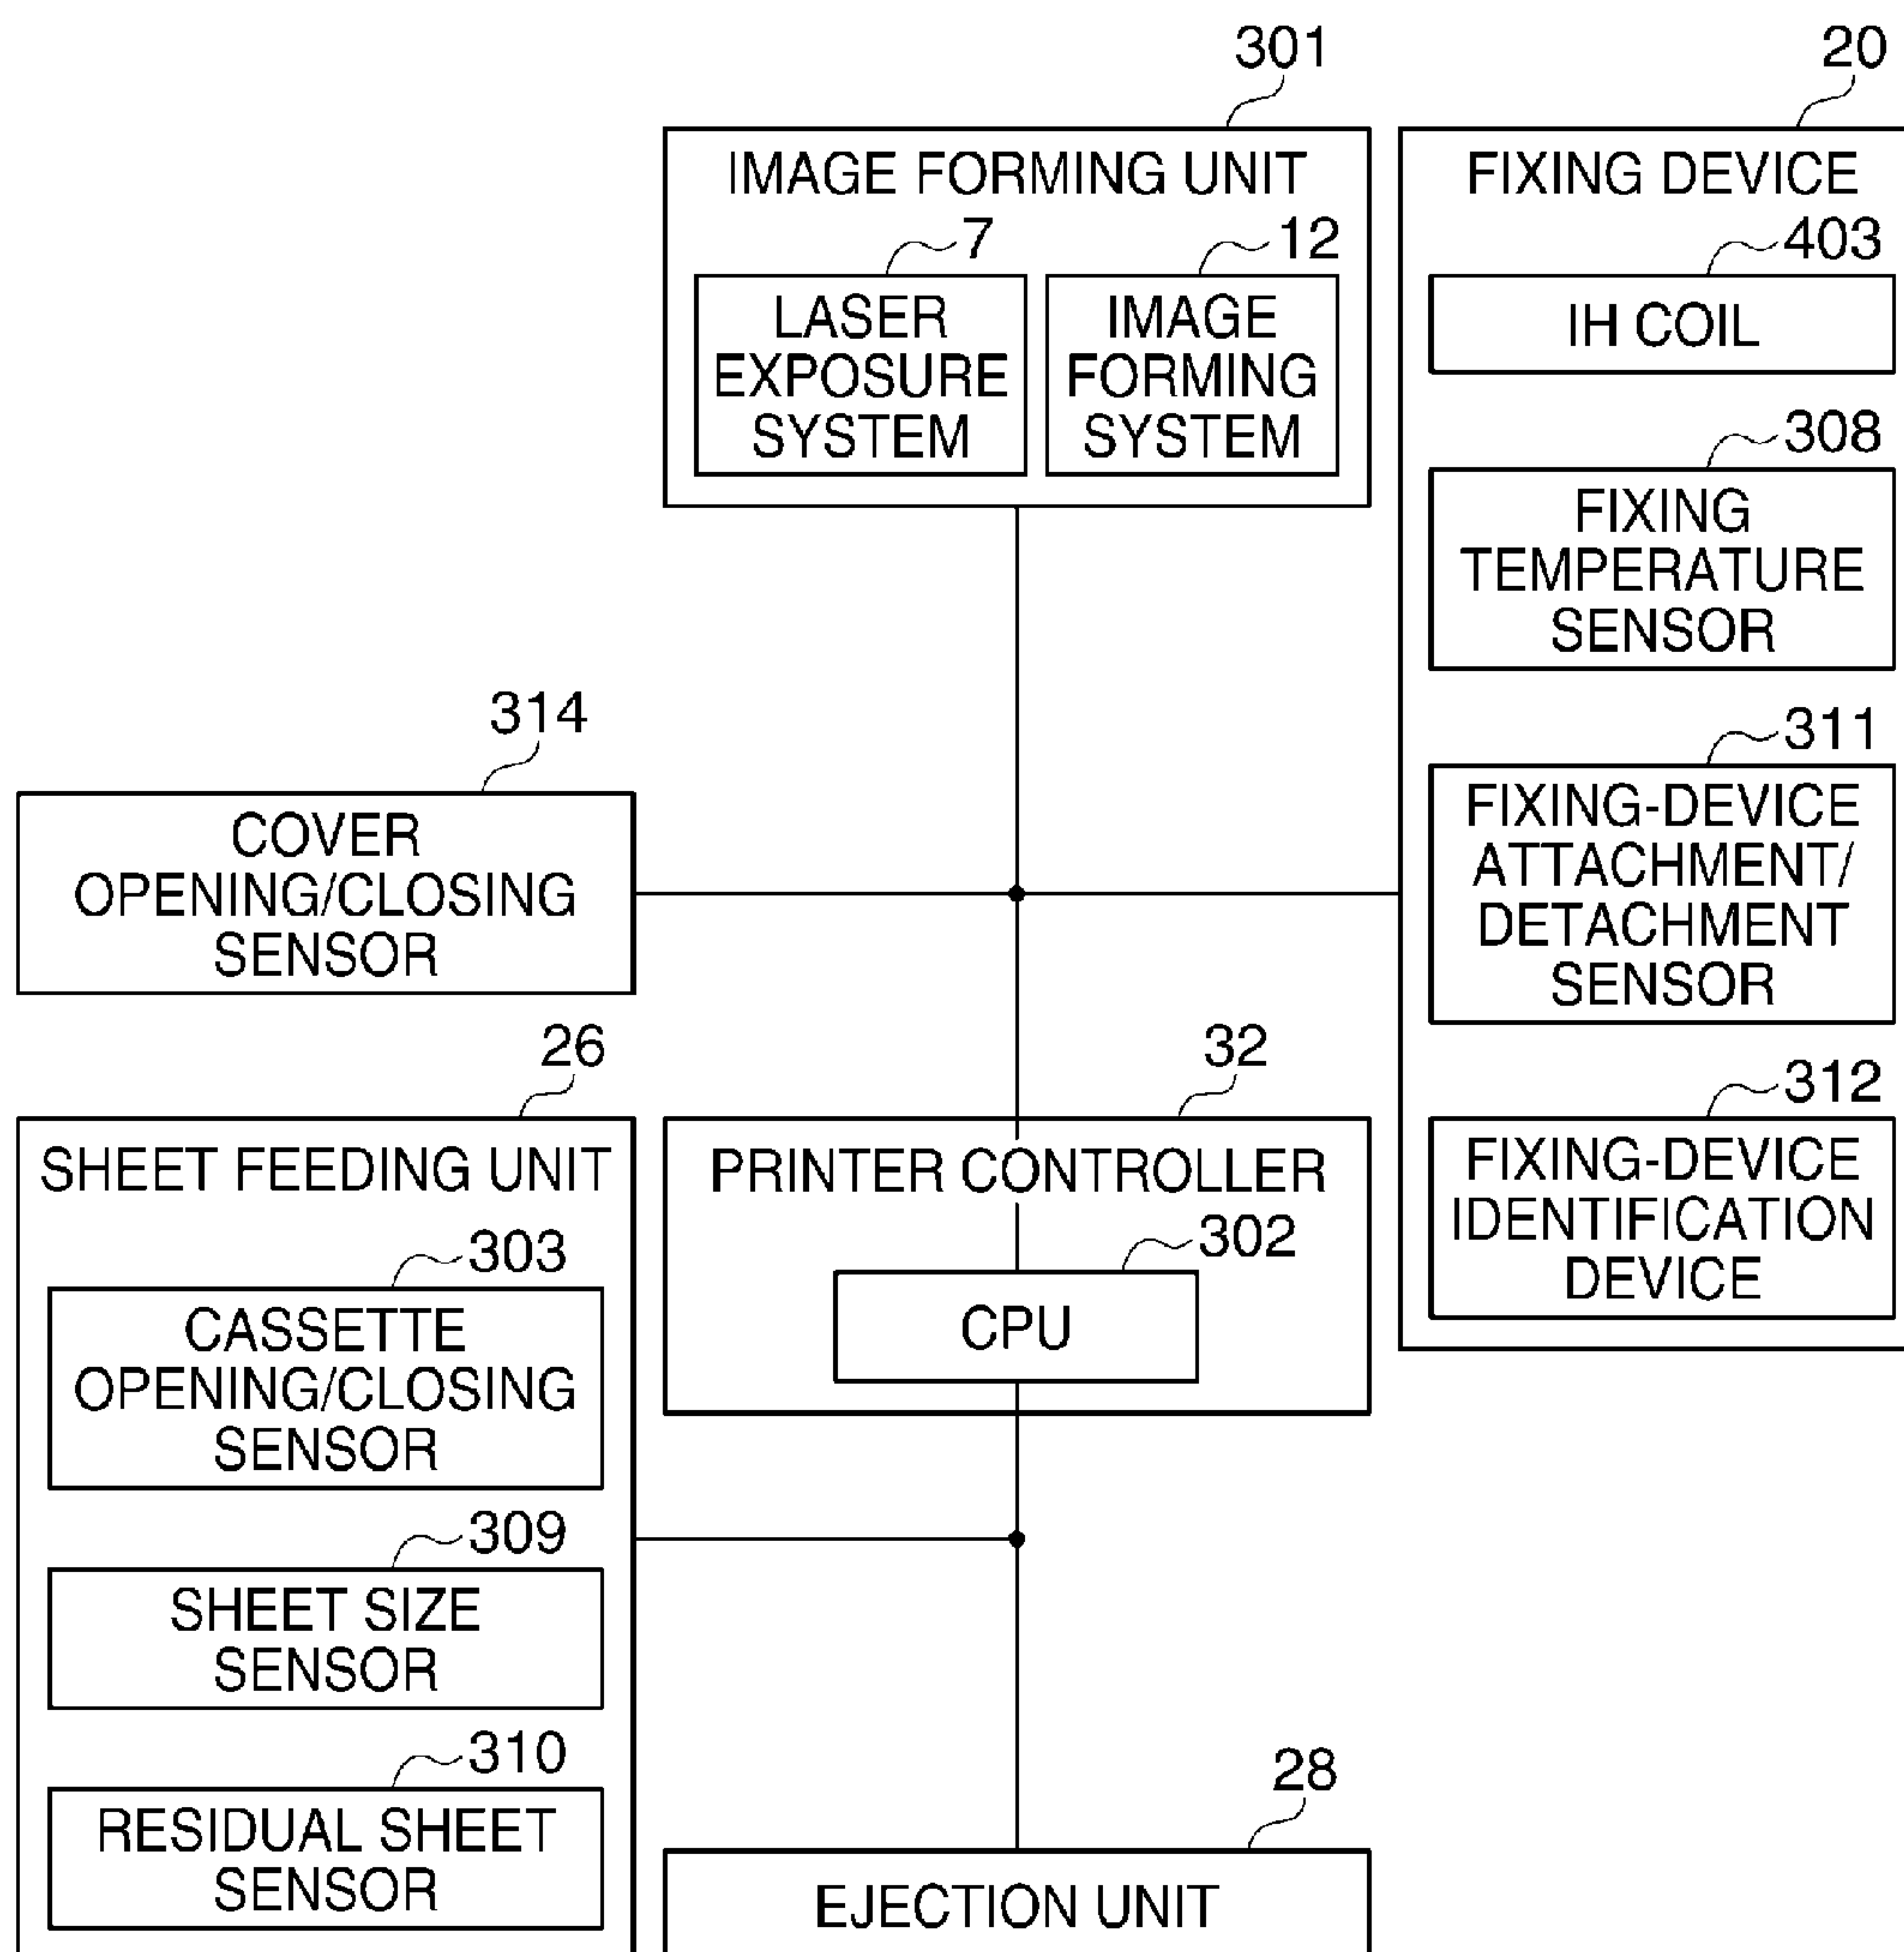 301
IMAGE FORMING UNIT
7
LASER
EXPOSURE
SYSTEM
12
IMAGE
FORMING
SYSTEM
20
FIXING DEVICE
403
IH COIL
308
FIXING
TEMPERATURE
SENSOR
311
FIXING-DEVICE
ATTACHMENT/
DETACHMENT
SENSOR
312
FIXING-DEVICE
IDENTIFICATION
DEVICE
314
COVER
OPENING/CLOSING
SENSOR
26
SHEET FEEDING UNIT
303
CASSETTE
OPENING/CLOSING
SENSOR
309
SHEET SIZE
SENSOR
310
RESIDUAL SHEET
SENSOR
32
PRINTER CONTROLLER
302
CPU
28
EJECTION UNIT